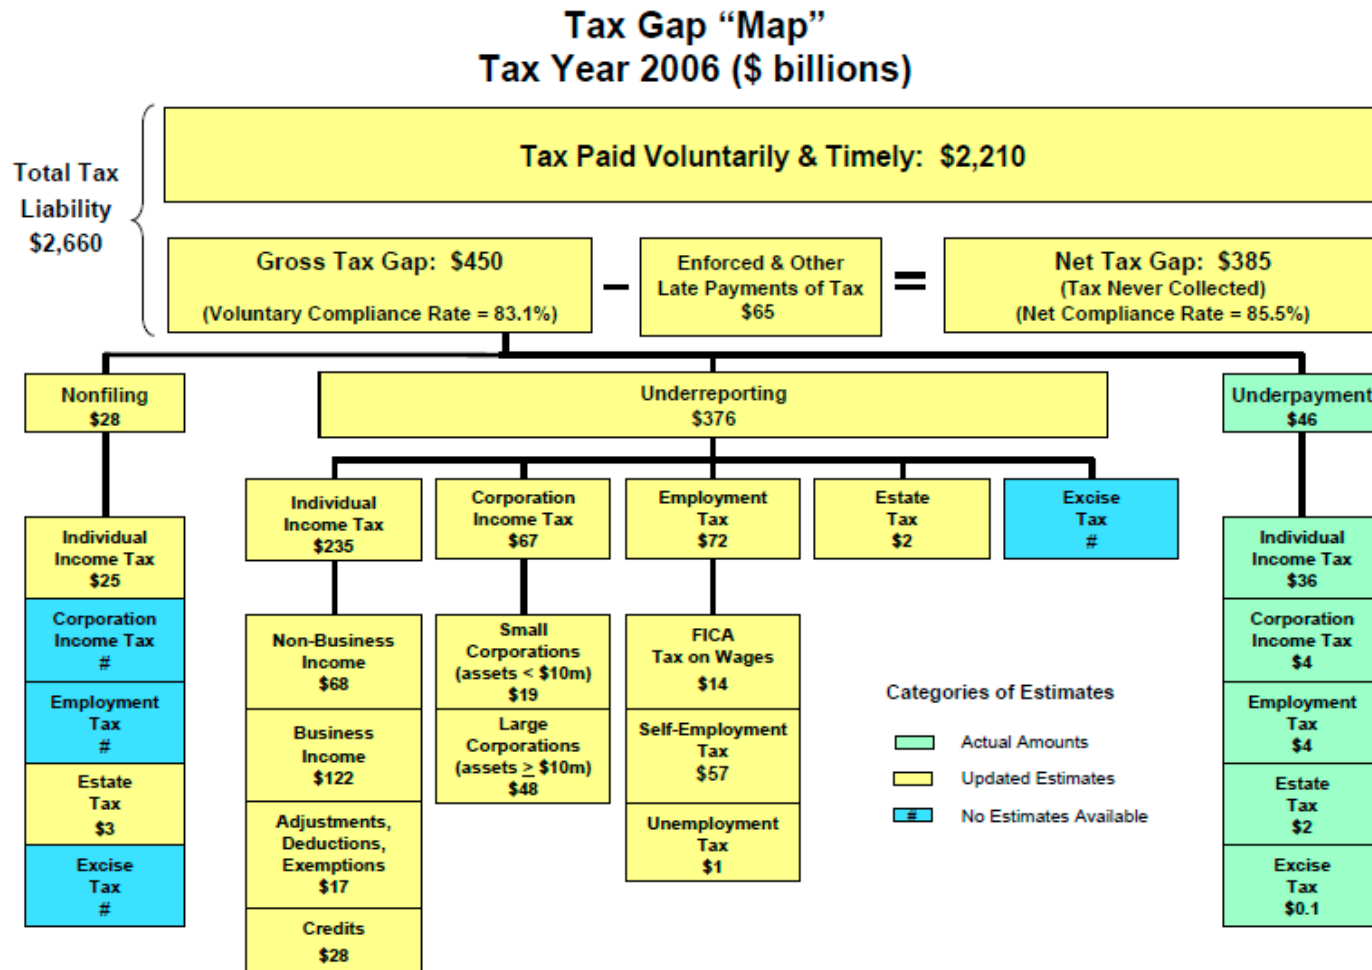 Tax Gap “Map”
Tax Year 2006 ($ billions)
Total Tax
Liability
$2,660
Tax Paid Voluntarily & Timely: $2,210
Gross Tax Gap: $450
(Voluntary Compliance Rate = 83.1%)
–
Enforced & Other
Late Payments of Tax
$65
=
Net Tax Gap: $385
(Tax Never Collected)
(Net Compliance Rate = 85.5%)
Nonfiling
$28
Underreporting
$376
Underpayment
$46
Individual
Income Tax
$25
Corporation
Income Tax
#
Employment
Tax
#
Estate
Tax
$3
Excise
Tax
#
Individual
Income Tax
$235
Non-Business
Income
$68
Business
Income
$122
Adjustments,
Deductions,
Exemptions
$17
Credits
$28
Corporation
Income Tax
$67
Small
Corporations
(assets < $10m)
$19
Large
Corporations
(assets ≥ $10m)
$48
Employment
Tax
$72
FICA
Tax on Wages
$14
Self-Employment
Tax
$57
Unemployment
Tax
$1
Estate
Tax
$2
Excise
Tax
#
Categories of Estimates
Actual Amounts
Updated Estimates
# No Estimates Available
Individual
Income Tax
$36
Corporation
Income Tax
$4
Employment
Tax
$4
Estate
Tax
$2
Excise
Tax
$0.1